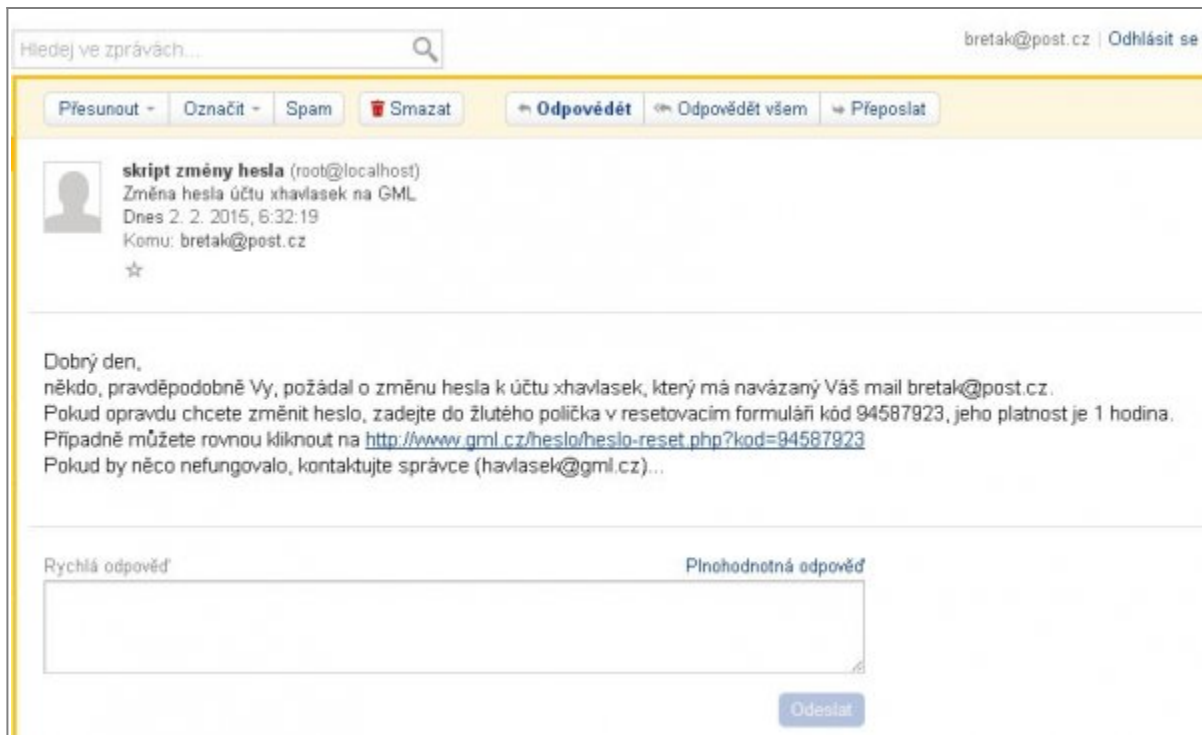 Hledej ve zprávách...
bretak@post.cz | Odhlásit se
Přesunout Označit Spam Smazat Odpovědět Odpovědět všem Přeposlat
skript změny hesla (root@localhost)
Změna hesla účtu xhavlasek na GML
Dnes 2. 2. 2015, 6:32:19
Komu: bretak@post.cz
Dobrý den,
někdo, pravděpodobně Vy, požádal o změnu hesla k účtu xhavlasek, který má navázaný Váš mail bretak@post.cz.
Pokud opravdu chcete změnit heslo, zadejte do žlutého políčka v resetovacím formuláři kód 94587923, jeho platnost je 1 hodina.
Případně můžete rovnou kliknout na http://www.gml.cz/heslo/heslo-reset.php?kod=94587923
Pokud by něco nefungovalo, kontaktujte správce (havlasek@gml.cz)...
Rychlá odpověď
Plnohodnotná odpověď
Odeslat